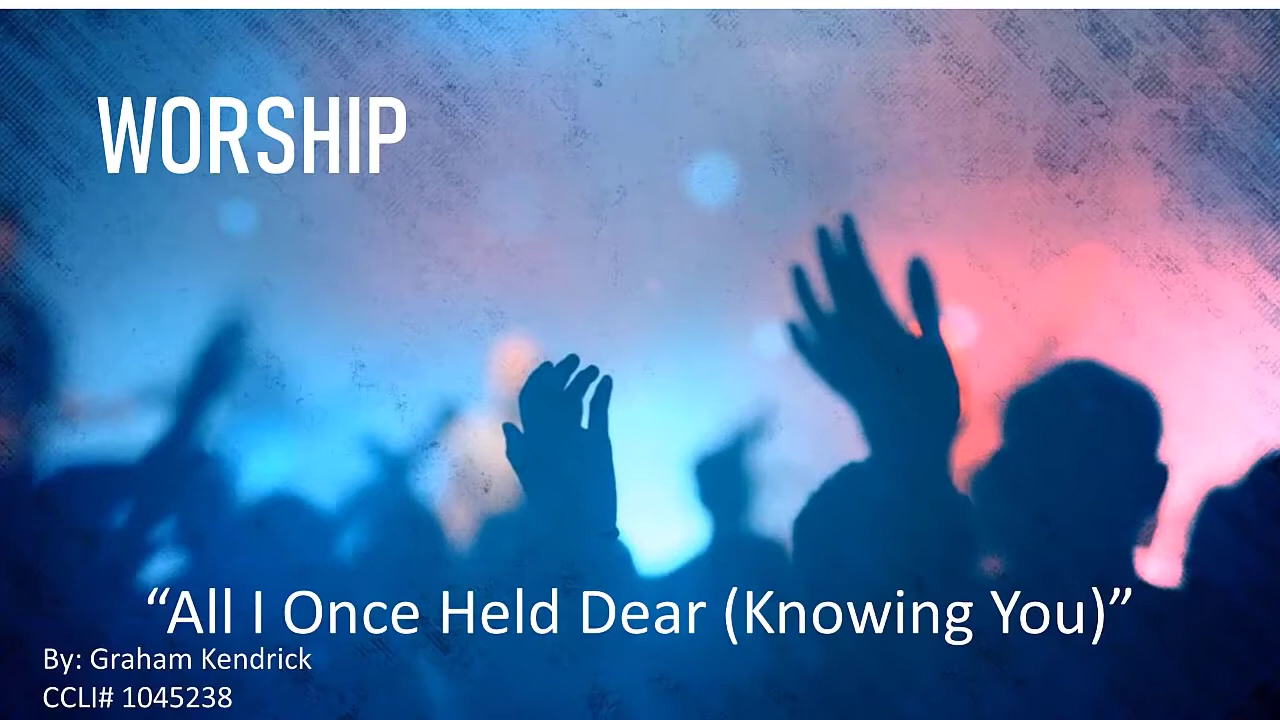 WORSHIP
“All I Once Held Dear (Knowing You)”
By: Graham Kendrick
CCLI# 1045238